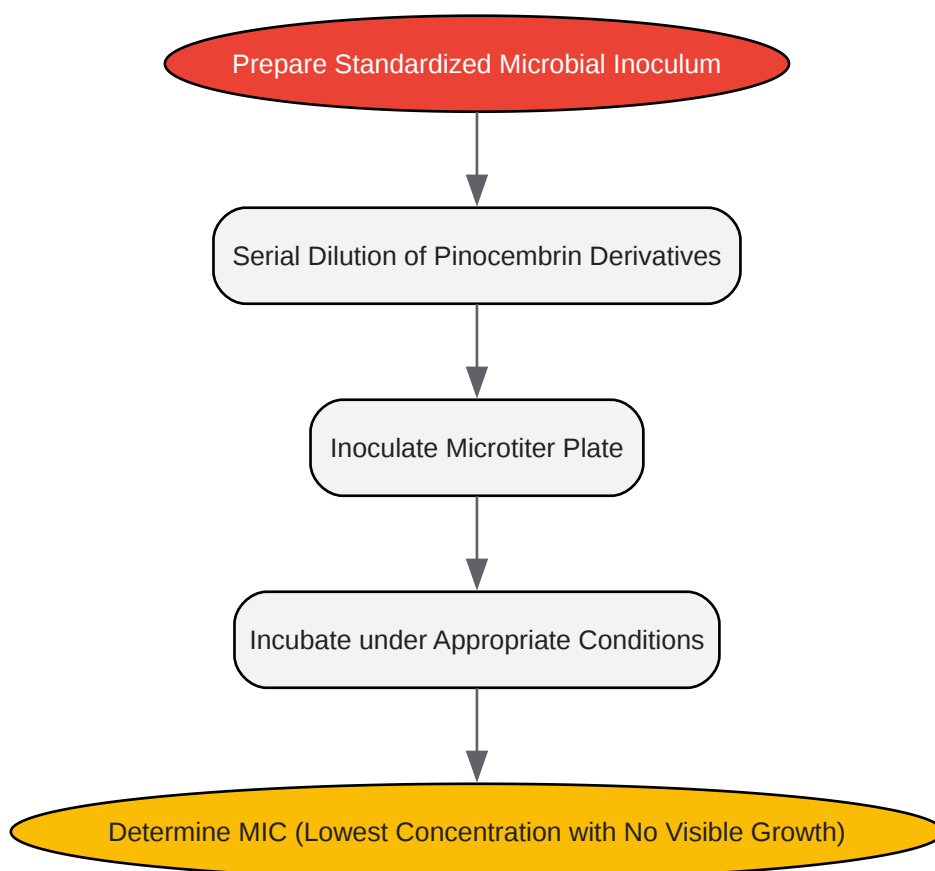 Prepare Standardized Microbial Inoculum
Serial Dilution of Pinocembrin Derivatives
Inoculate Microtiter Plate
Incubate under Appropriate Conditions
Determine MIC (Lowest Concentration with No Visible Growth)